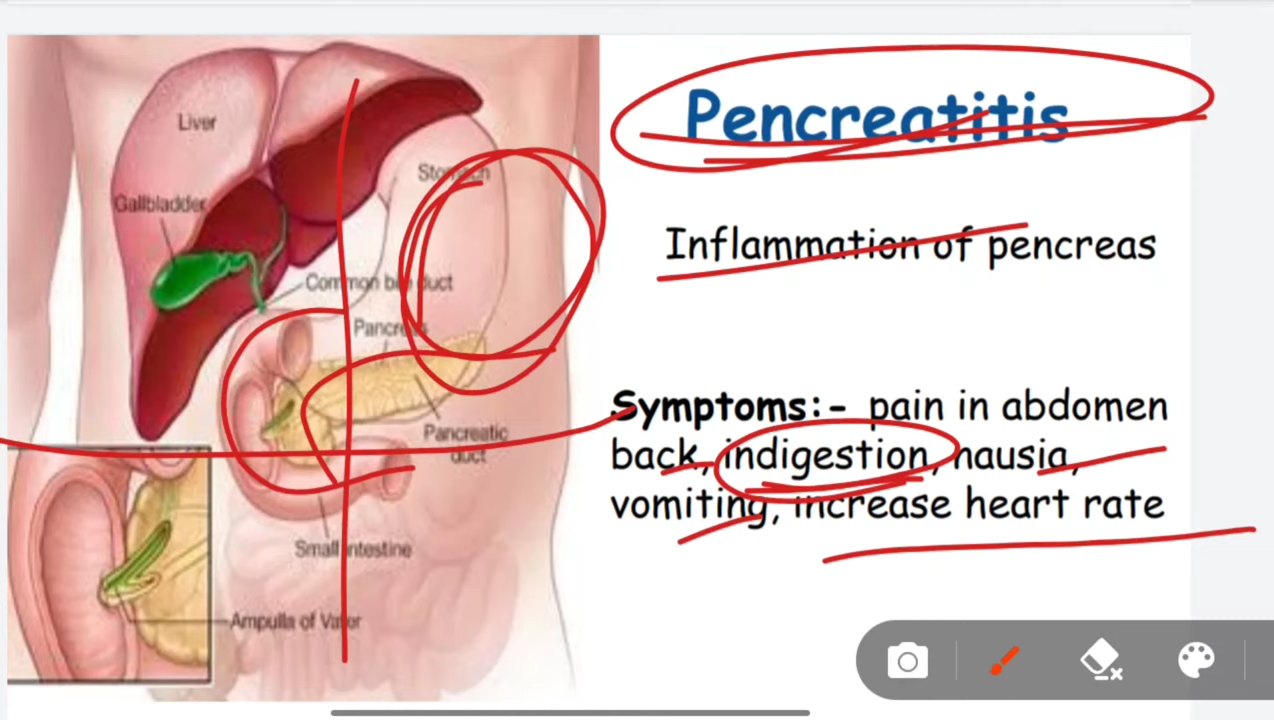 Pencreatitis
Inflammation of pencreas
Symptoms:- pain in abdomen
back, indigestion, nausia,
vomiting, increase heart rate
Liver
Gallbladder
Stomach
Common bile duct
Pancreas
Pancreatic
duct
Small intestine
Ampulla of Vater